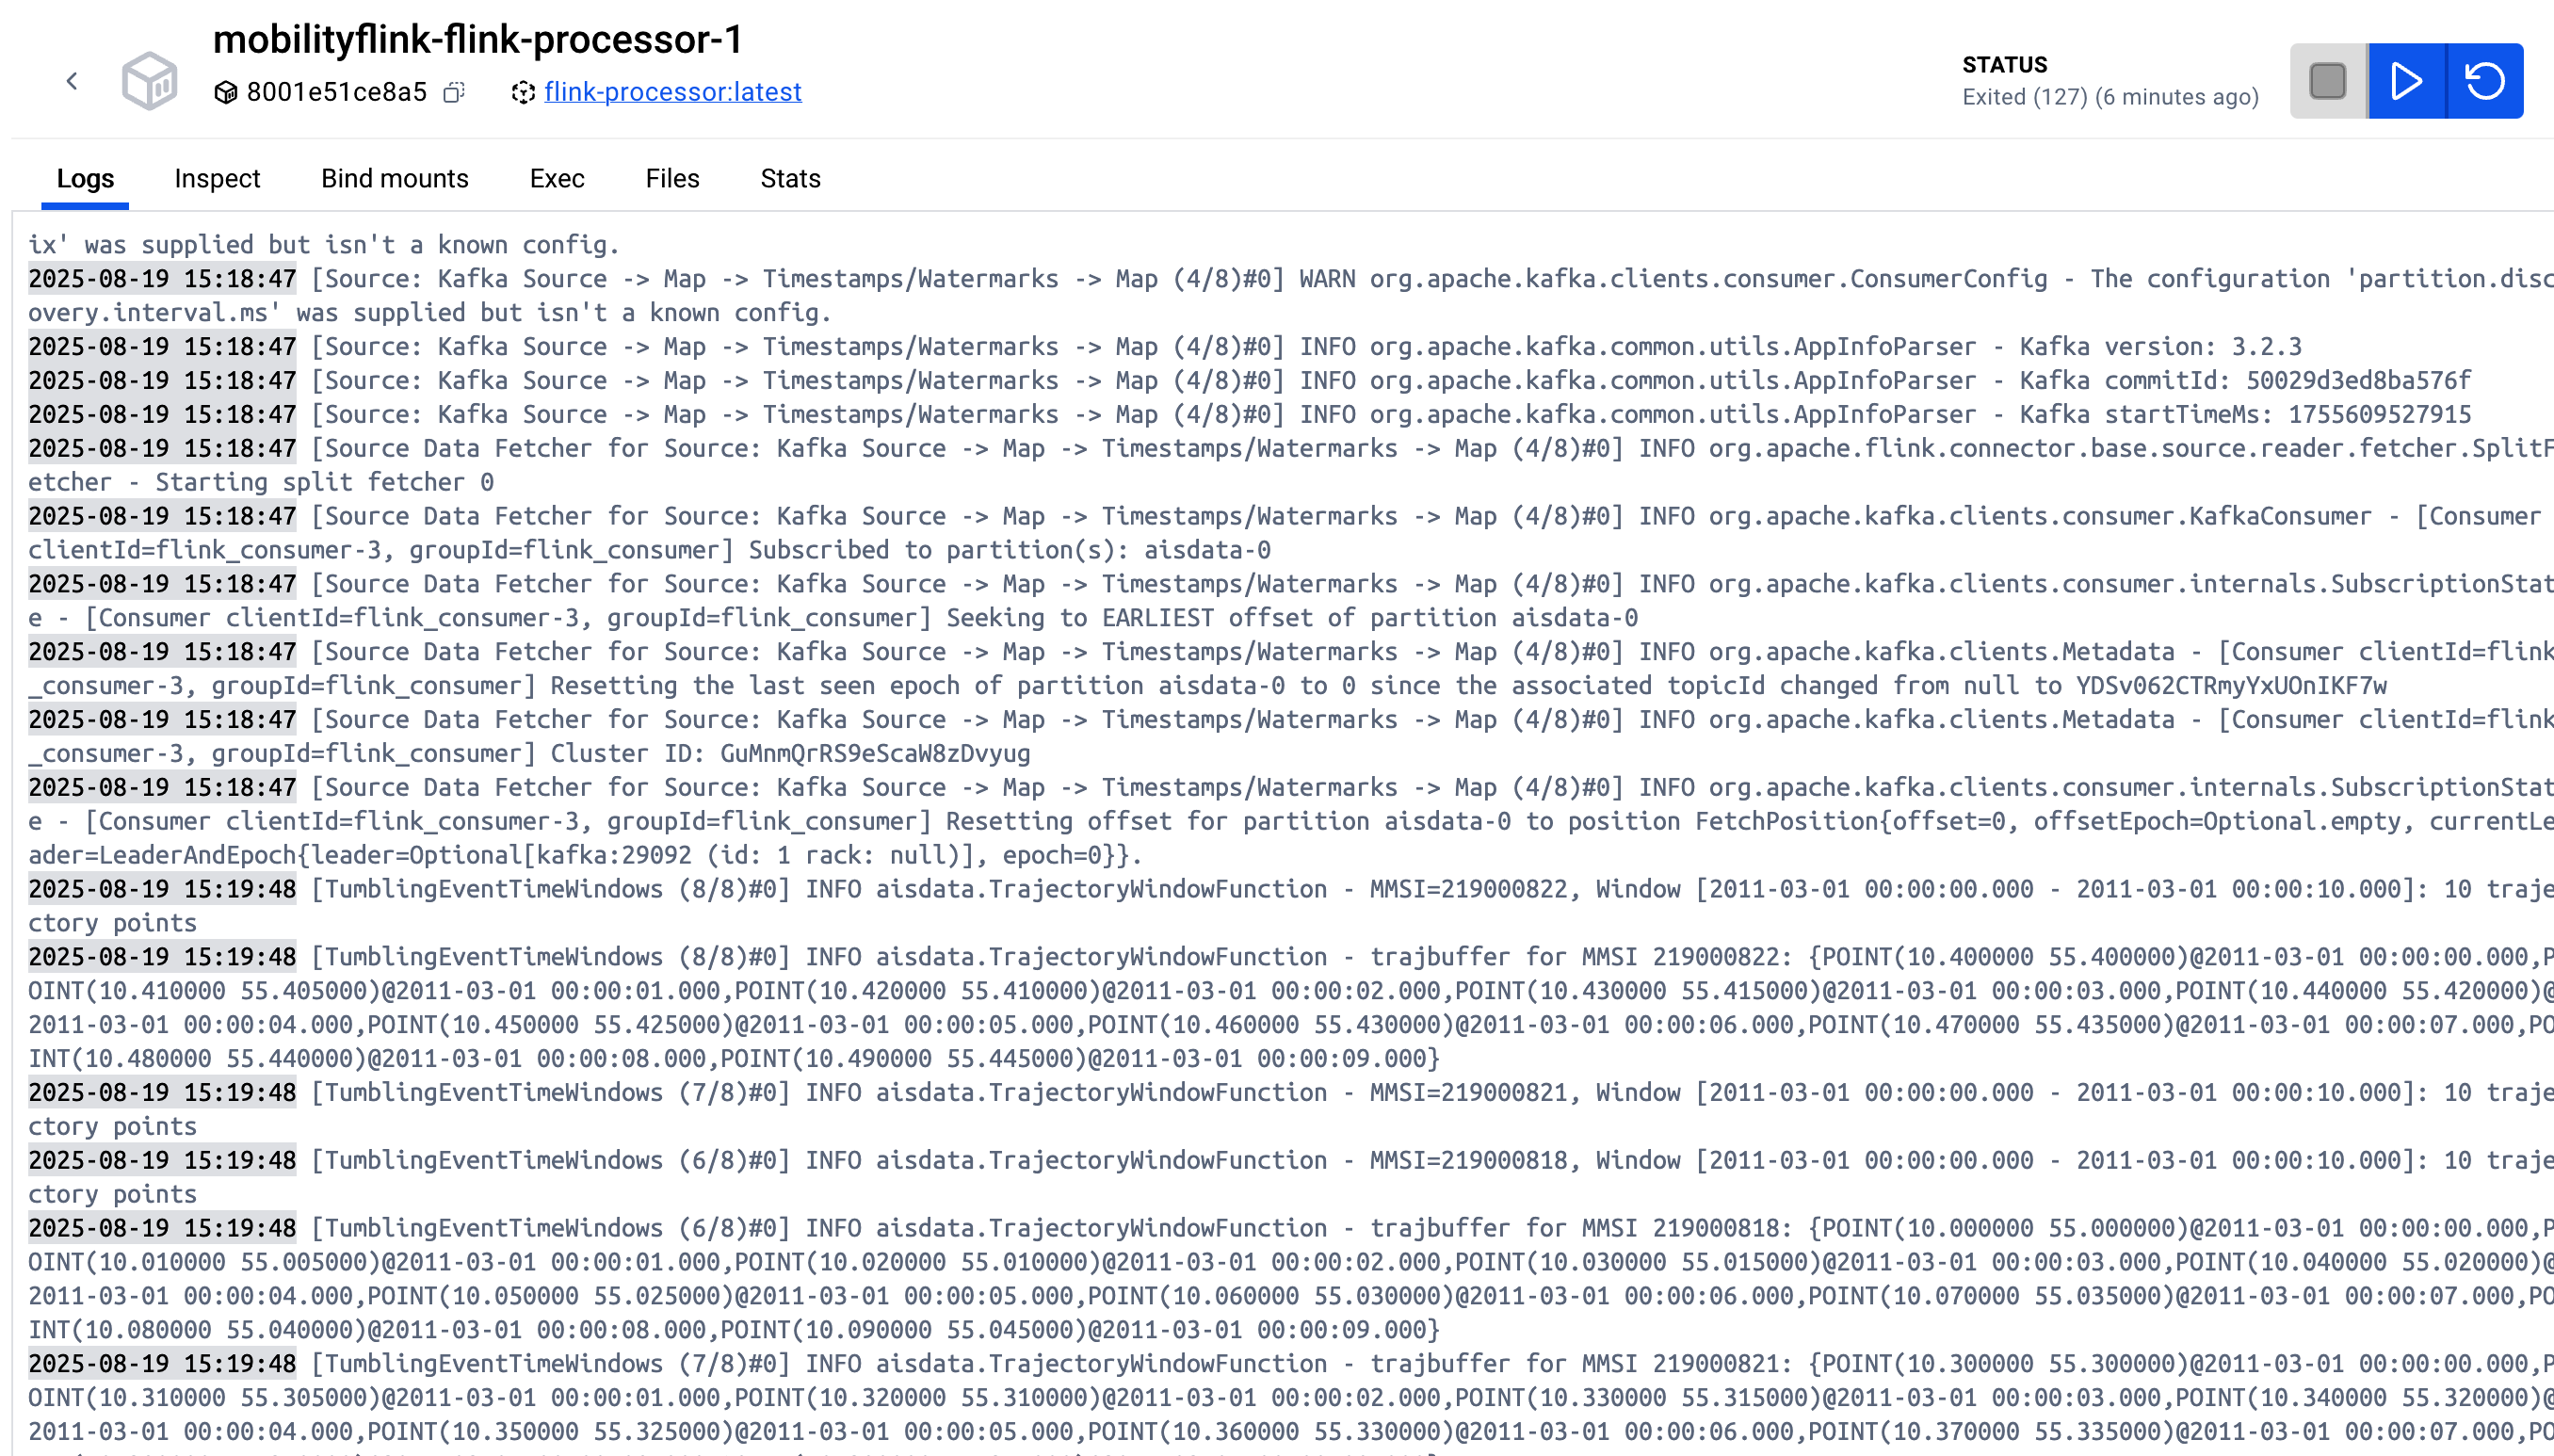 mobilityflink-flink-processor-1
8001e51ce8a5 flink-processor:latest
STATUS
Exited (127) (6 minutes ago)
Logs Inspect Bind mounts Exec Files Stats
ix' was supplied but isn't a known config.
2025-08-19 15:18:47 [Source: Kafka Source -> Map -> Timestamps/Watermarks -> Map (4/8)#0] WARN org.apache.kafka.clients.consumer.ConsumerConfig - The configuration 'partition.disc
overy.interval.ms' was supplied but isn't a known config.
2025-08-19 15:18:47 [Source: Kafka Source -> Map -> Timestamps/Watermarks -> Map (4/8)#0] INFO org.apache.kafka.common.utils.AppInfoParser - Kafka version: 3.2.3
2025-08-19 15:18:47 [Source: Kafka Source -> Map -> Timestamps/Watermarks -> Map (4/8)#0] INFO org.apache.kafka.common.utils.AppInfoParser - Kafka commitId: 50029d3ed8ba576f
2025-08-19 15:18:47 [Source: Kafka Source -> Map -> Timestamps/Watermarks -> Map (4/8)#0] INFO org.apache.kafka.common.utils.AppInfoParser - Kafka startTimeMs: 1755609527915
2025-08-19 15:18:47 [Source Data Fetcher for Source: Kafka Source -> Map -> Timestamps/Watermarks -> Map (4/8)#0] INFO org.apache.flink.connector.base.source.reader.fetcher.SplitF
etcher - Starting split fetcher 0
2025-08-19 15:18:47 [Source Data Fetcher for Source: Kafka Source -> Map -> Timestamps/Watermarks -> Map (4/8)#0] INFO org.apache.kafka.clients.consumer.KafkaConsumer - [Consumer
clientId=flink_consumer-3, groupId=flink_consumer] Subscribed to partition(s): aisdata-0
2025-08-19 15:18:47 [Source Data Fetcher for Source: Kafka Source -> Map -> Timestamps/Watermarks -> Map (4/8)#0] INFO org.apache.kafka.clients.consumer.internals.SubscriptionStat
e - [Consumer clientId=flink_consumer-3, groupId=flink_consumer] Seeking to EARLIEST offset of partition aisdata-0
2025-08-19 15:18:47 [Source Data Fetcher for Source: Kafka Source -> Map -> Timestamps/Watermarks -> Map (4/8)#0] INFO org.apache.kafka.clients.Metadata - [Consumer clientId=flink
_consumer-3, groupId=flink_consumer] Resetting the last seen epoch of partition aisdata-0 to 0 since the associated topicId changed from null to YDSv062CTRmyYxUOnIKF7w
2025-08-19 15:18:47 [Source Data Fetcher for Source: Kafka Source -> Map -> Timestamps/Watermarks -> Map (4/8)#0] INFO org.apache.kafka.clients.Metadata - [Consumer clientId=flink
_consumer-3, groupId=flink_consumer] Cluster ID: GuMnmQrRS9eScaW8zDvyug
2025-08-19 15:18:47 [Source Data Fetcher for Source: Kafka Source -> Map -> Timestamps/Watermarks -> Map (4/8)#0] INFO org.apache.kafka.clients.consumer.internals.SubscriptionStat
e - [Consumer clientId=flink_consumer-3, groupId=flink_consumer] Resetting offset for partition aisdata-0 to position FetchPosition{offset=0, offsetEpoch=Optional.empty, currentLe
ader=LeaderAndEpoch{leader=Optional[kafka:29092 (id: 1 rack: null)], epoch=0}}.
2025-08-19 15:19:48 [TumblingEventTimeWindows (8/8)#0] INFO aisdata.TrajectoryWindowFunction - MMSI=219000822, Window [2011-03-01 00:00:00.000 - 2011-03-01 00:00:10.000]: 10 traje
ctory points
2025-08-19 15:19:48 [TumblingEventTimeWindows (8/8)#0] INFO aisdata.TrajectoryWindowFunction - trajbuffer for MMSI 219000822: {POINT(10.400000 55.400000)@2011-03-01 00:00:00.000,P
OINT(10.410000 55.405000)@2011-03-01 00:00:01.000,POINT(10.420000 55.410000)@2011-03-01 00:00:02.000,POINT(10.430000 55.415000)@2011-03-01 00:00:03.000,POINT(10.440000 55.420000)@
2011-03-01 00:00:04.000,POINT(10.450000 55.425000)@2011-03-01 00:00:05.000,POINT(10.460000 55.430000)@2011-03-01 00:00:06.000,POINT(10.470000 55.435000)@2011-03-01 00:00:07.000,PO
INT(10.480000 55.440000)@2011-03-01 00:00:08.000,POINT(10.490000 55.445000)@2011-03-01 00:00:09.000}
2025-08-19 15:19:48 [TumblingEventTimeWindows (7/8)#0] INFO aisdata.TrajectoryWindowFunction - MMSI=219000821, Window [2011-03-01 00:00:00.000 - 2011-03-01 00:00:10.000]: 10 traje
ctory points
2025-08-19 15:19:48 [TumblingEventTimeWindows (6/8)#0] INFO aisdata.TrajectoryWindowFunction - MMSI=219000818, Window [2011-03-01 00:00:00.000 - 2011-03-01 00:00:10.000]: 10 traje
ctory points
2025-08-19 15:19:48 [TumblingEventTimeWindows (6/8)#0] INFO aisdata.TrajectoryWindowFunction - trajbuffer for MMSI 219000818: {POINT(10.000000 55.000000)@2011-03-01 00:00:00.000,P
OINT(10.010000 55.005000)@2011-03-01 00:00:01.000,POINT(10.020000 55.010000)@2011-03-01 00:00:02.000,POINT(10.030000 55.015000)@2011-03-01 00:00:03.000,POINT(10.040000 55.020000)@
2011-03-01 00:00:04.000,POINT(10.050000 55.025000)@2011-03-01 00:00:05.000,POINT(10.060000 55.030000)@2011-03-01 00:00:06.000,POINT(10.070000 55.035000)@2011-03-01 00:00:07.000,PO
INT(10.080000 55.040000)@2011-03-01 00:00:08.000,POINT(10.090000 55.045000)@2011-03-01 00:00:09.000}
2025-08-19 15:19:48 [TumblingEventTimeWindows (7/8)#0] INFO aisdata.TrajectoryWindowFunction - trajbuffer for MMSI 219000821: {POINT(10.300000 55.300000)@2011-03-01 00:00:00.000,P
OINT(10.310000 55.305000)@2011-03-01 00:00:01.000,POINT(10.320000 55.310000)@2011-03-01 00:00:02.000,POINT(10.330000 55.315000)@2011-03-01 00:00:03.000,POINT(10.340000 55.320000)@
2011-03-01 00:00:04.000,POINT(10.350000 55.325000)@2011-03-01 00:00:05.000,POINT(10.360000 55.330000)@2011-03-01 00:00:06.000,POINT(10.370000 55.335000)@2011-03-01 00:00:07.000,PO